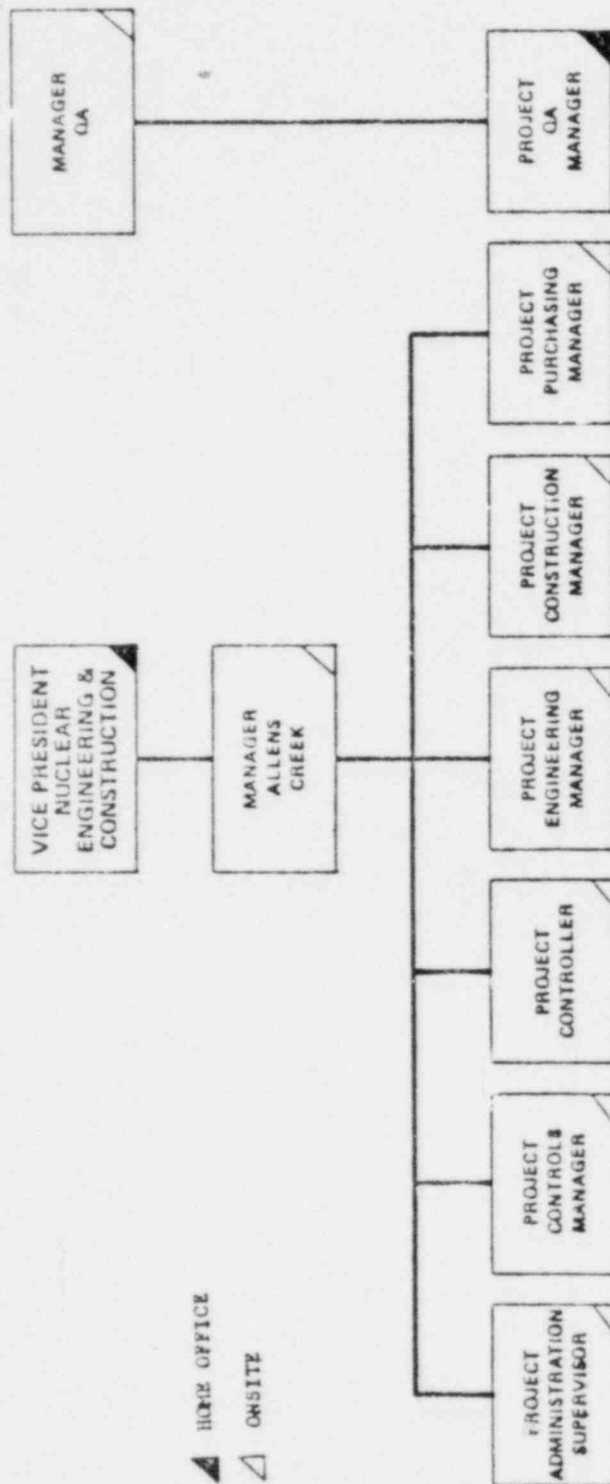 VICE PRESIDENT
NUCLEAR
ENGINEERING &
CONSTRUCTION
MANAGER
QA
MANAGER
ALLENS
CREEK
HOME OFFICE
ONSITE
PROJECT
ADMINISTRATION
SUPERVISOR
PROJECT
CONTROLS
MANAGER
PROJECT
CONTROLLER
PROJECT
ENGINEERING
MANAGER
PROJECT
CONSTRUCTION
MANAGER
PROJECT
PURCHASING
MANAGER
PROJECT
QA
MANAGER